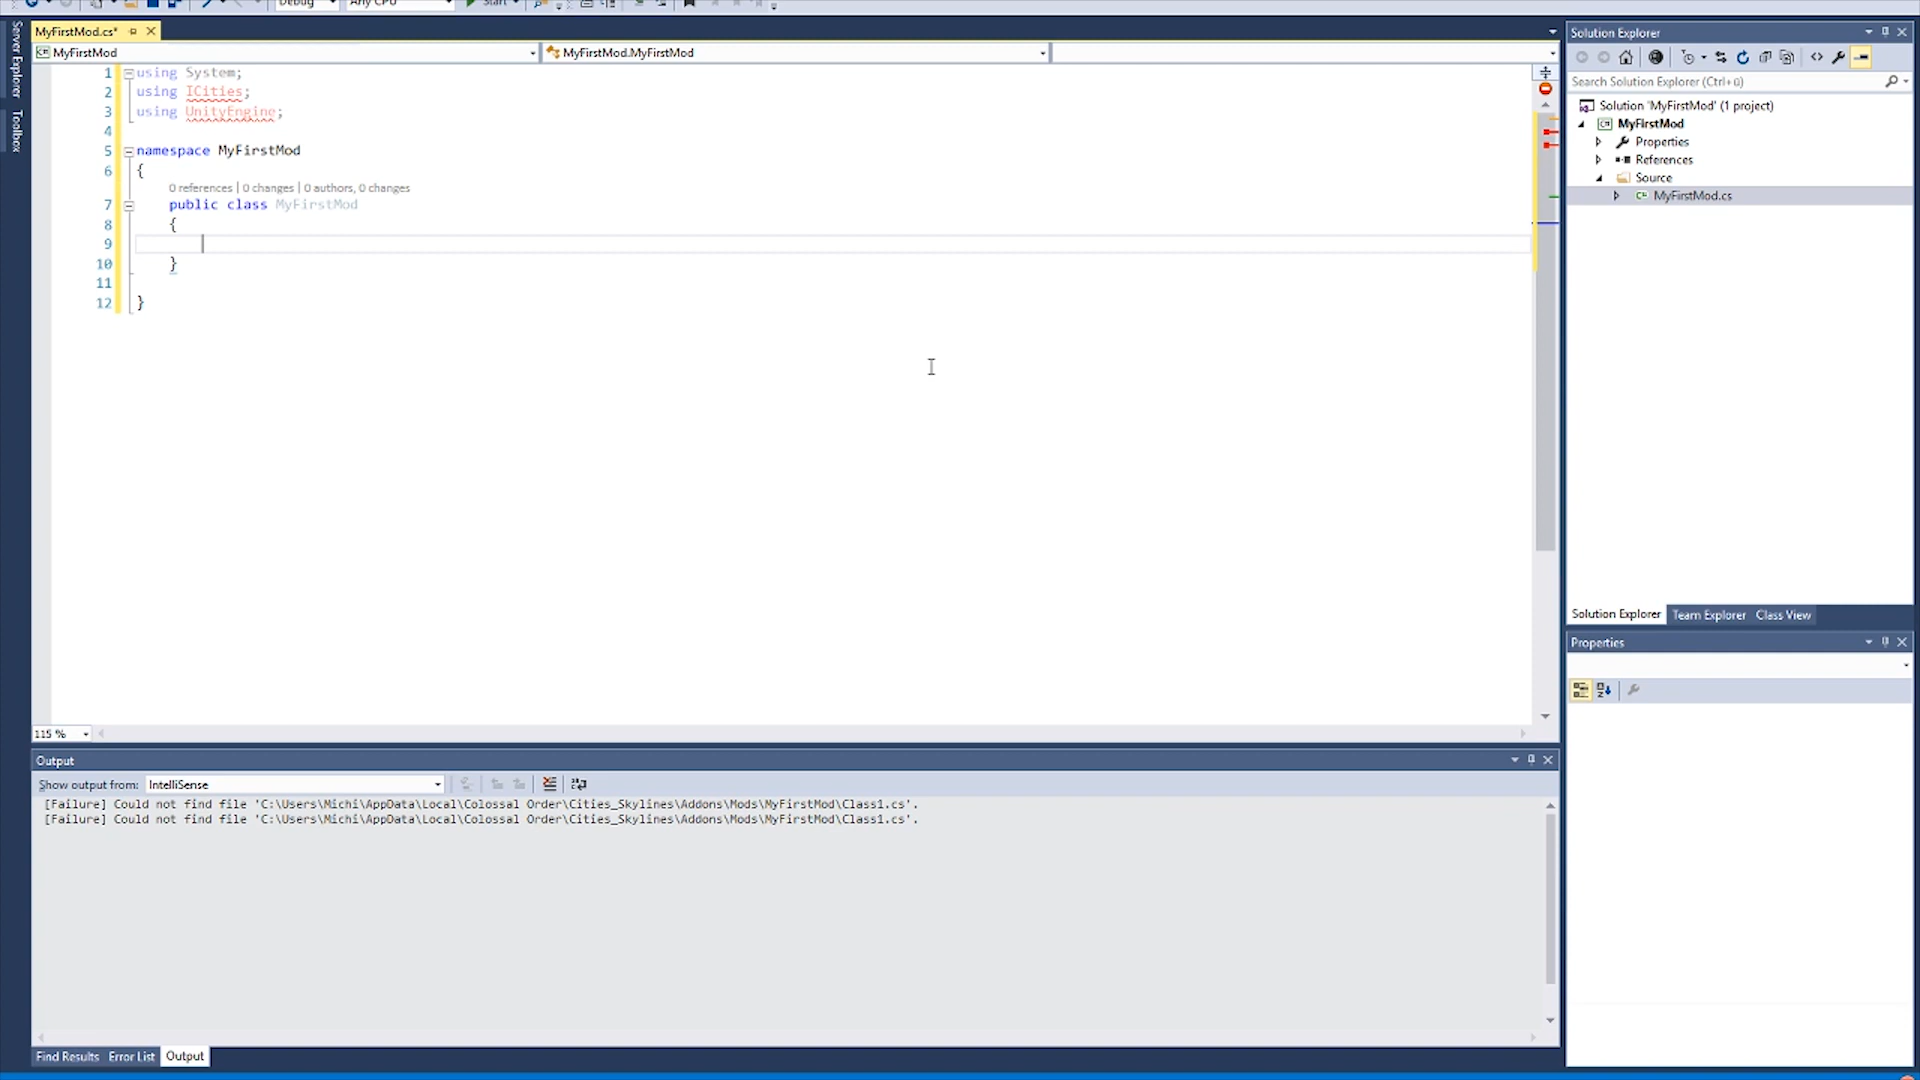 Debug Any CPU Start
MyFirstMod.cs*
MyFirstMod MyFirstMod.MyFirstMod
1 using System;
2 using ICities;
3 using UnityEngine;
4
5 namespace MyFirstMod
6 {
0 references | 0 changes | 0 authors, 0 changes
7 public class MyFirstMod
8 {
9
10 }
11
12 }
Server Explorer
Toolbox
115 %
Output
Show output from: IntelliSense
[Failure] Could not find file 'C:\Users\Michi\AppData\Local\Colossal Order\Cities_Skylines\Addons\Mods\MyFirstMod\Class1.cs'.
[Failure] Could not find file 'C:\Users\Michi\AppData\Local\Colossal Order\Cities_Skylines\Addons\Mods\MyFirstMod\Class1.cs'.
Find Results Error List Output
Solution Explorer
Search Solution Explorer (Ctrl+ü)
Solution 'MyFirstMod' (1 project)
MyFirstMod
Properties
References
Source
MyFirstMod.cs
Solution Explorer Team Explorer Class View
Properties